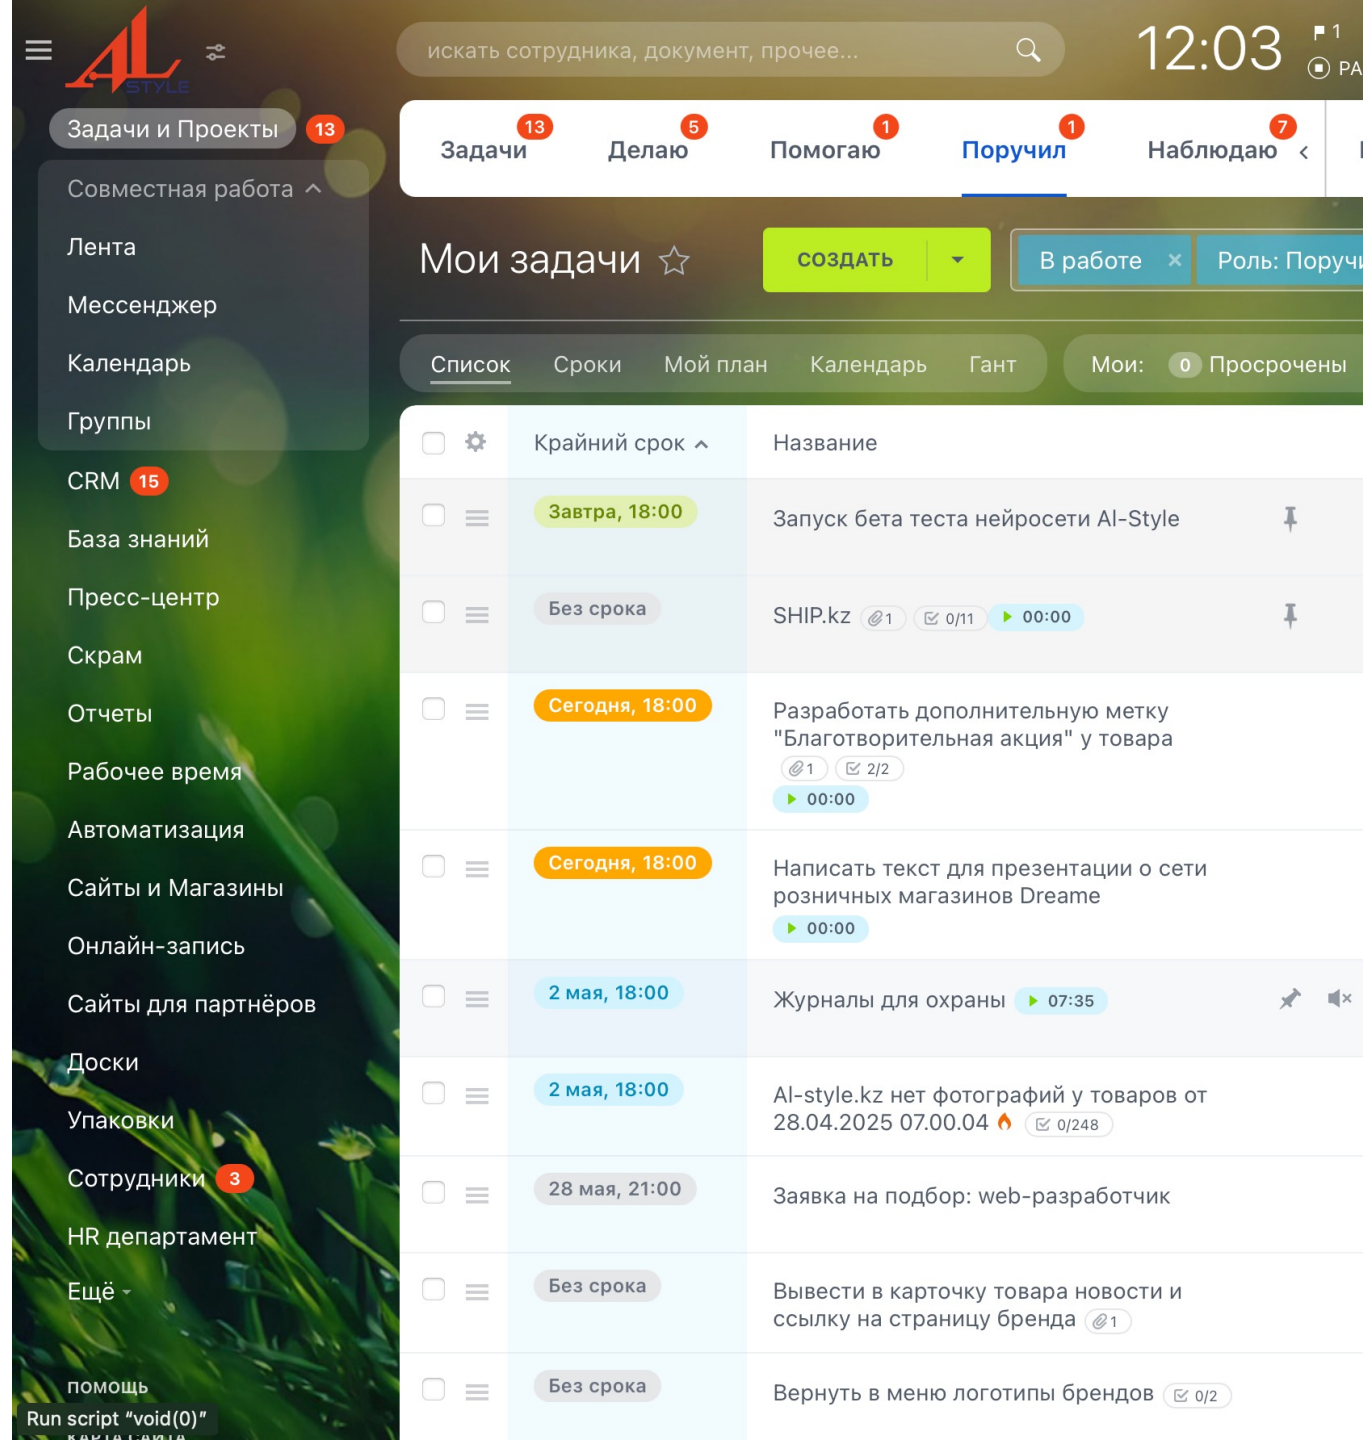 AL
STYLE
искать сотрудника, документ, прочее...
12:03
1
Задачи и Проекты 13
Совместная работа
Лента
Мессенджер
Календарь
Группы
CRM 15
База знаний
Пресс-центр
Скрам
Отчеты
Рабочее время
Автоматизация
Сайты и Магазины
Онлайн-запись
Сайты для партнёров
Доски
Упаковки
Сотрудники 3
HR департамент
Ещё
ПОМОЩЬ
Run script "void(0)"
КАРТА САЙТА
Задачи 13
Делаю 5
Помогаю 1
Поручил 1
Наблюдаю 7
Мои задачи
СОЗДАТЬ
В работе ×
Роль: Поручи
Список Сроки Мой план Календарь Гант
Мои: 0 Просрочены
Крайний срок Название
Завтра, 18:00
Запуск бета теста нейросети Al-Style
Без срока
SHIP.kz 1 0/11 00:00
Сегодня, 18:00
Разработать дополнительную метку
"Благотворительная акция" у товара
1 2/2
00:00
Сегодня, 18:00
Написать текст для презентации о сети
розничных магазинов Dreame
00:00
2 мая, 18:00
Журналы для охраны 07:35
2 мая, 18:00
Al-style.kz нет фотографий у товаров от
28.04.2025 07.00.04 0/248
28 мая, 21:00
Заявка на подбор: web-разработчик
Без срока
Вывести в карточку товара новости и
ссылку на страницу бренда 1
Без срока
Вернуть в меню логотипы брендов 0/2